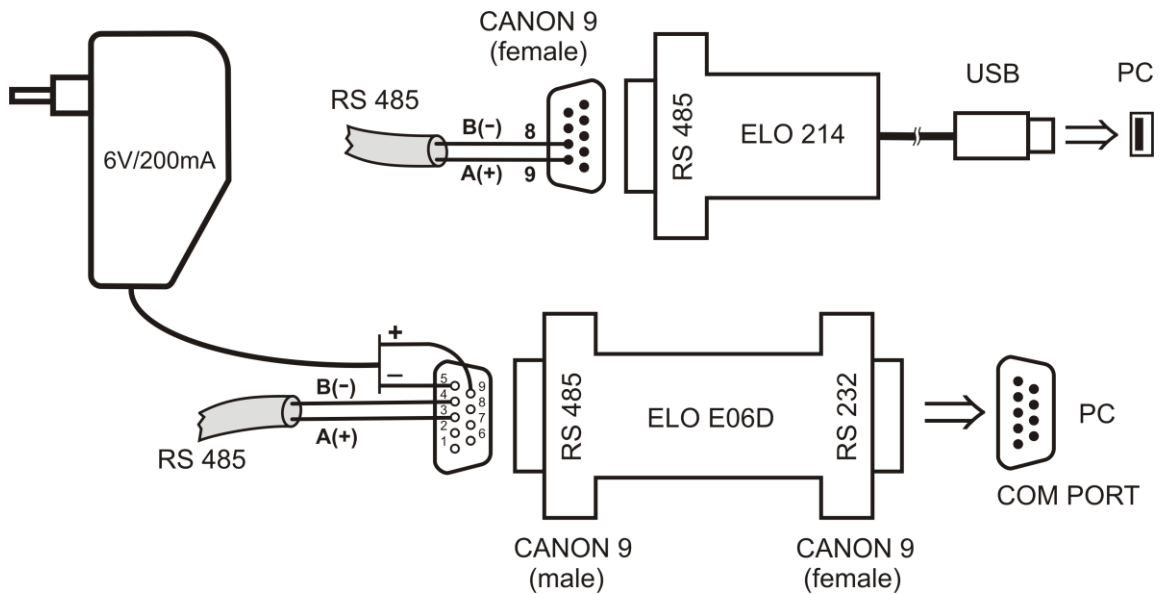 CANON 9
(female)
RS 485
B(-) 8
A(+) 9
RS 485
ELO 214
USB
PC
6V/200mA
+
–
B(-)
A(+)
RS 485
5
4
3
2
1
9
8
7
6
RS 485
ELO E06D
RS 232
PC
COM PORT
CANON 9
(male)
CANON 9
(female)